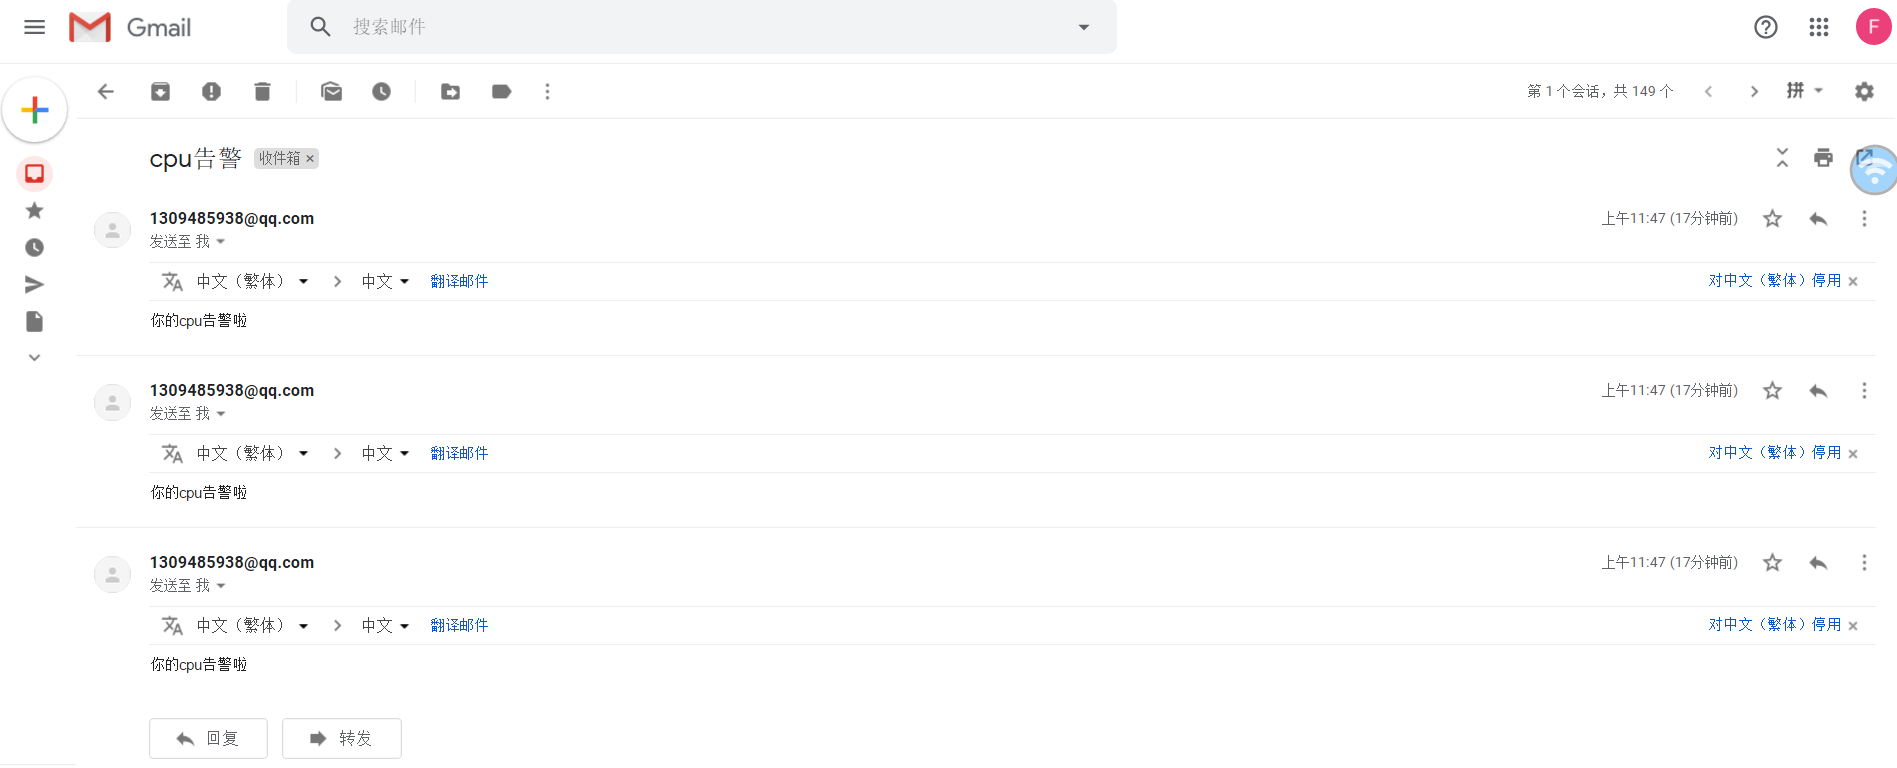 Gmail
搜索邮件
F
第 1 个会话，共 149 个
拼
cpu告警 收件箱 ×
1309485938@qq.com
上午11:47 (17分钟前)
发送至 我
中文（繁体） > 中文 翻译邮件
对中文（繁体）停用 ×
你的cpu告警啦
1309485938@qq.com
上午11:47 (17分钟前)
发送至 我
中文（繁体） > 中文 翻译邮件
对中文（繁体）停用 ×
你的cpu告警啦
1309485938@qq.com
上午11:47 (17分钟前)
发送至 我
中文（繁体） > 中文 翻译邮件
对中文（繁体）停用 ×
你的cpu告警啦
回复
转发